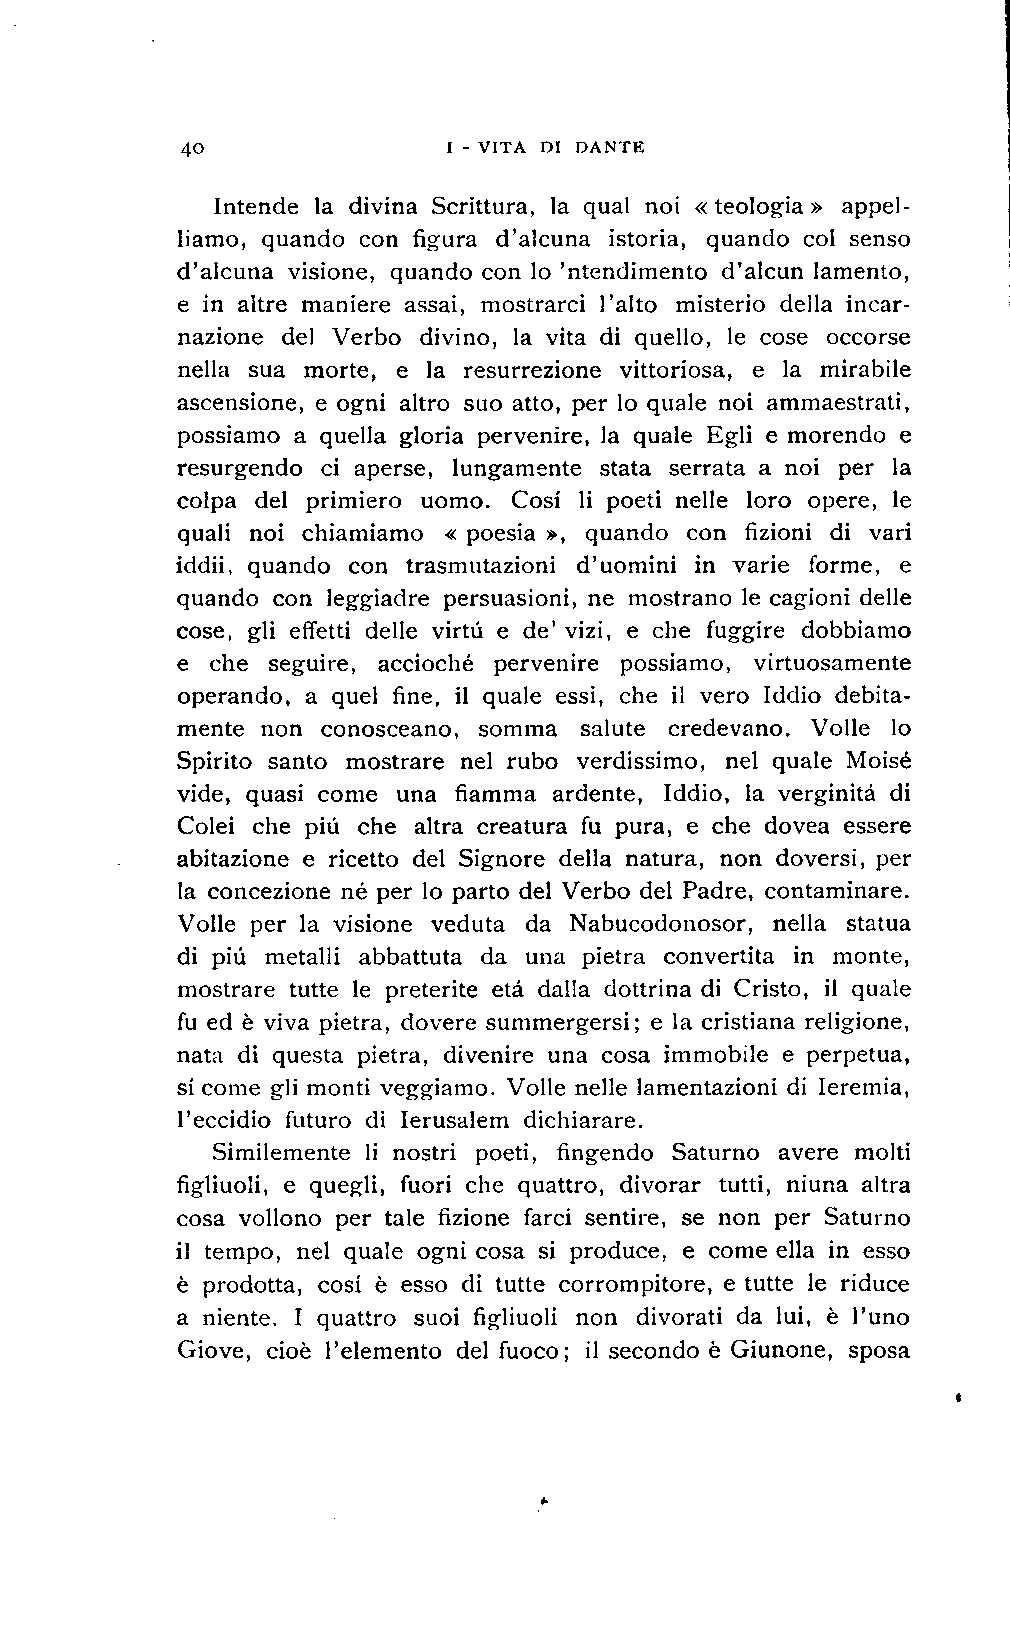 40 I - VITA DI DANTE
Intende la divina Scrittura, la qual noi « teologia » appel-
liamo, quando con figura d'alcuna istoria, quando col senso
d'alcuna visione, quando con lo 'ntendimento d'alcun lamento,
e in altre maniere assai, mostrarci l'alto misterio della incar-
nazione del Verbo divino, la vita di quello, le cose occorse
nella sua morte, e la resurrezione vittoriosa, e la mirabile
ascensione, e ogni altro suo atto, per lo quale noi ammaestrati,
possiamo a quella gloria pervenire, la quale Egli e morendo e
resurgendo ci aperse, lungamente stata serrata a noi per la
colpa del primiero uomo. Cosí li poeti nelle loro opere, le
quali noi chiamiamo « poesia », quando con fizioni di vari
iddii, quando con trasmutazioni d'uomini in varie forme, e
quando con leggiadre persuasioni, ne mostrano le cagioni delle
cose, gli effetti delle virtú e de' vizi, e che fuggire dobbiamo
e che seguire, accioché pervenire possiamo, virtuosamente
operando, a quel fine, il quale essi, che il vero Iddio debita-
mente non conosceano, somma salute credevano. Volle lo
Spirito santo mostrare nel rubo verdissimo, nel quale Moisé
vide, quasi come una fiamma ardente, Iddio, la verginitá di
Colei che piú che altra creatura fu pura, e che dovea essere
abitazione e ricetto del Signore della natura, non doversi, per
la concezione né per lo parto del Verbo del Padre, contaminare.
Volle per la visione veduta da Nabucodonosor, nella statua
di piú metalli abbattuta da una pietra convertita in monte,
mostrare tutte le preterite etá dalla dottrina di Cristo, il quale
fu ed è viva pietra, dovere summergersi; e la cristiana religione,
nata di questa pietra, divenire una cosa immobile e perpetua,
sí come gli monti veggiamo. Volle nelle lamentazioni di Ieremia,
l'eccidio futuro di Ierusalem dichiarare.
Similemente li nostri poeti, fingendo Saturno avere molti
figliuoli, e quegli, fuori che quattro, divorar tutti, niuna altra
cosa vollono per tale fizione farci sentire, se non per Saturno
il tempo, nel quale ogni cosa si produce, e come ella in esso
è prodotta, cosí è esso di tutte corrompitore, e tutte le riduce
a niente. I quattro suoi figliuoli non divorati da lui, è l'uno
Giove, cioè l'elemento del fuoco; il secondo è Giunone, sposa